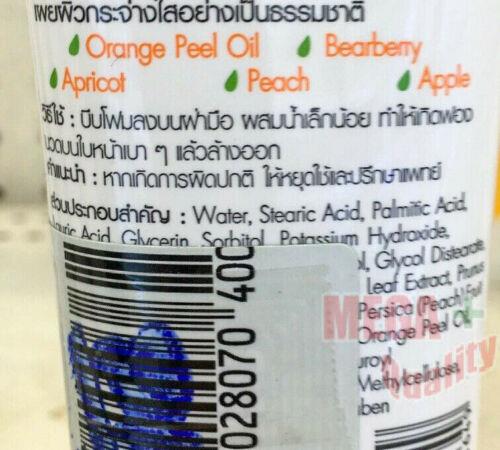 เผยผิวกระจ่างใสอย่างเป็นธรรมชาติ
Orange Peel Oil Bearberry
Apricot Peach Apple
วิธีใช้ : บีบโฟมลงบนฝ่ามือ ผสมน้ำเล็กน้อย ทำให้เกิดฟอง
นวดบนใบหน้าเบา ๆ แล้วล้างออก
คำแนะนำ : หากเกิดการผิดปกติ ให้หยุดใช้และปรึกษาแพทย์
ส่วนประกอบสำคัญ : Water, Stearic Acid, Palmitic Acid,
Lauric Acid, Glycerin, Sorbitol, Potassium Hydroxide,
Glycol Distearate,
Leaf Extract, Prunus
Persica (Peach) Fruit
Orange Peel Oil,
uroyl
Methylcellulose,
ben
028070 400
MEGA
Quality